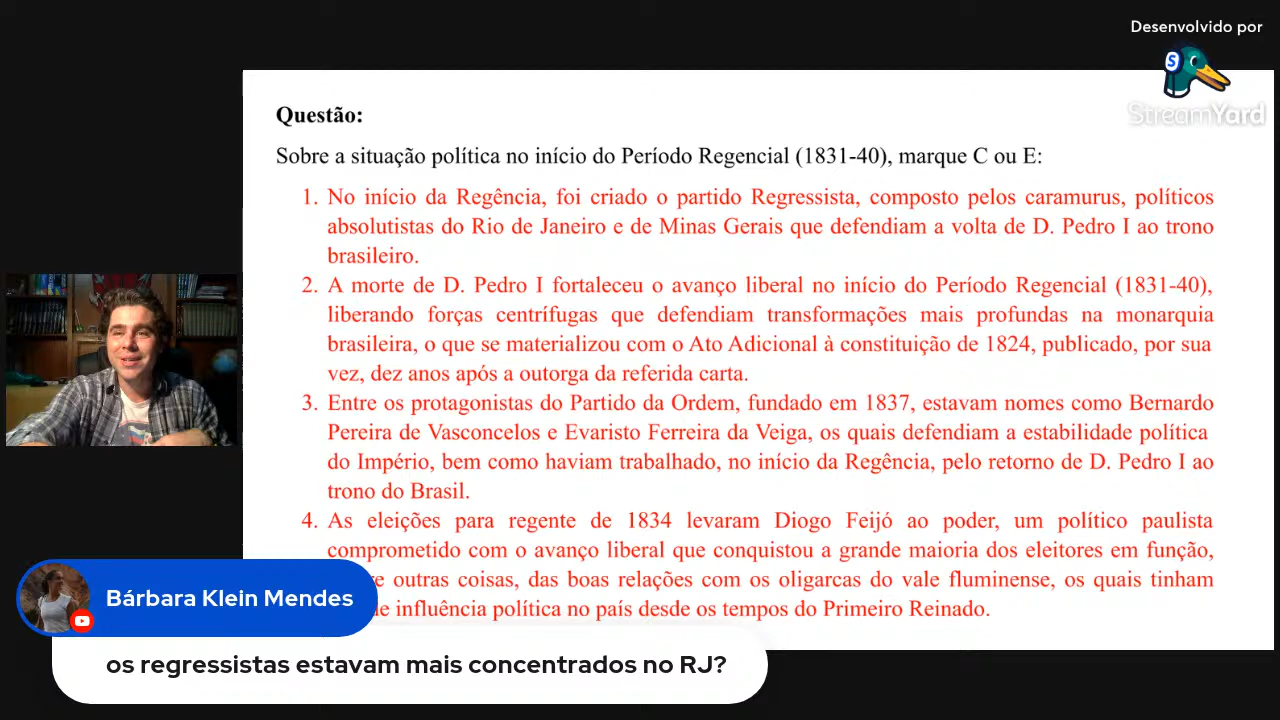 Desenvolvido por
StreamYard
Questão:
Sobre a situação política no início do Período Regencial (1831-40), marque C ou E:
1. No início da Regência, foi criado o partido Regressista, composto pelos caramurus, políticos
absolutistas do Rio de Janeiro e de Minas Gerais que defendiam a volta de D. Pedro I ao trono
brasileiro.
2. A morte de D. Pedro I fortaleceu o avanço liberal no início do Período Regencial (1831-40),
liberando forças centrífugas que defendiam transformações mais profundas na monarquia
brasileira, o que se materializou com o Ato Adicional à constituição de 1824, publicado, por sua
vez, dez anos após a outorga da referida carta.
3. Entre os protagonistas do Partido da Ordem, fundado em 1837, estavam nomes como Bernardo
Pereira de Vasconcelos e Evaristo Ferreira da Veiga, os quais defendiam a estabilidade política
do Império, bem como haviam trabalhado, no início da Regência, pelo retorno de D. Pedro I ao
trono do Brasil.
4. As eleições para regente de 1834 levaram Diogo Feijó ao poder, um político paulista
comprometido com o avanço liberal que conquistou a grande maioria dos eleitores em função,
outras coisas, das boas relações com os oligarcas do vale fluminense, os quais tinham
influência política no país desde os tempos do Primeiro Reinado.
Bárbara Klein Mendes
os regressistas estavam mais concentrados no RJ?